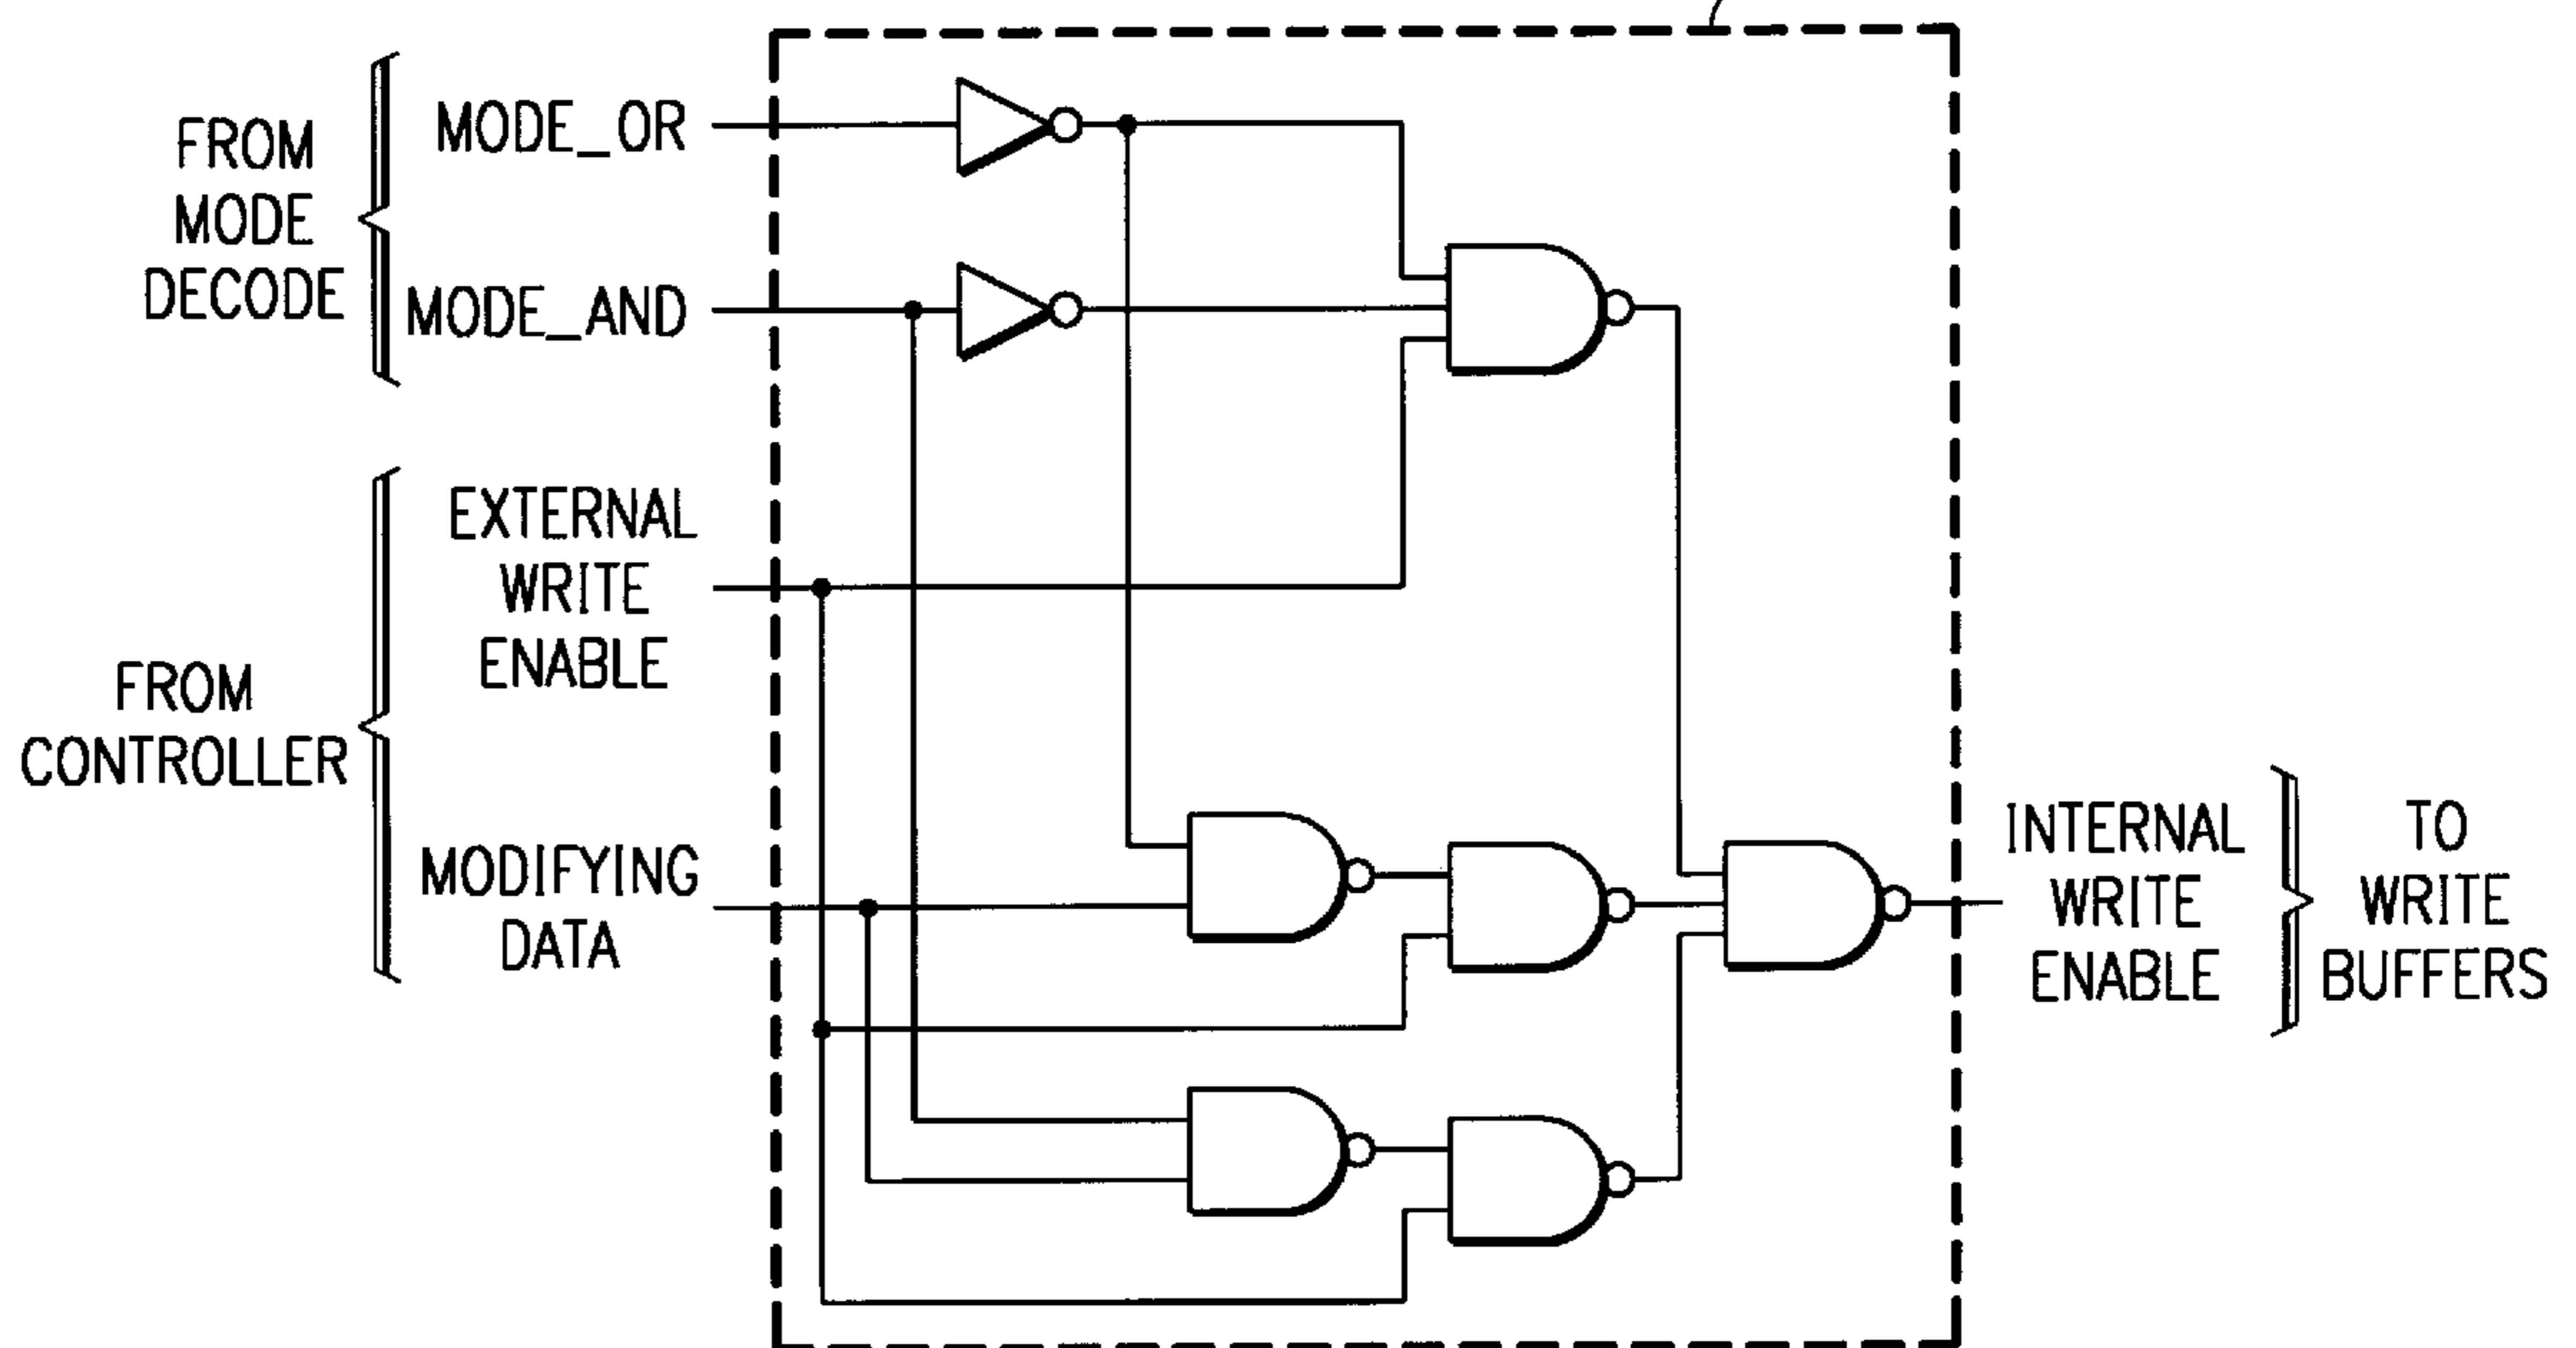 FROM
MODE
DECODE
MODE_OR
MODE_AND
FROM
CONTROLLER
EXTERNAL
WRITE
ENABLE
MODIFYING
DATA
INTERNAL
WRITE
ENABLE
TO
WRITE
BUFFERS